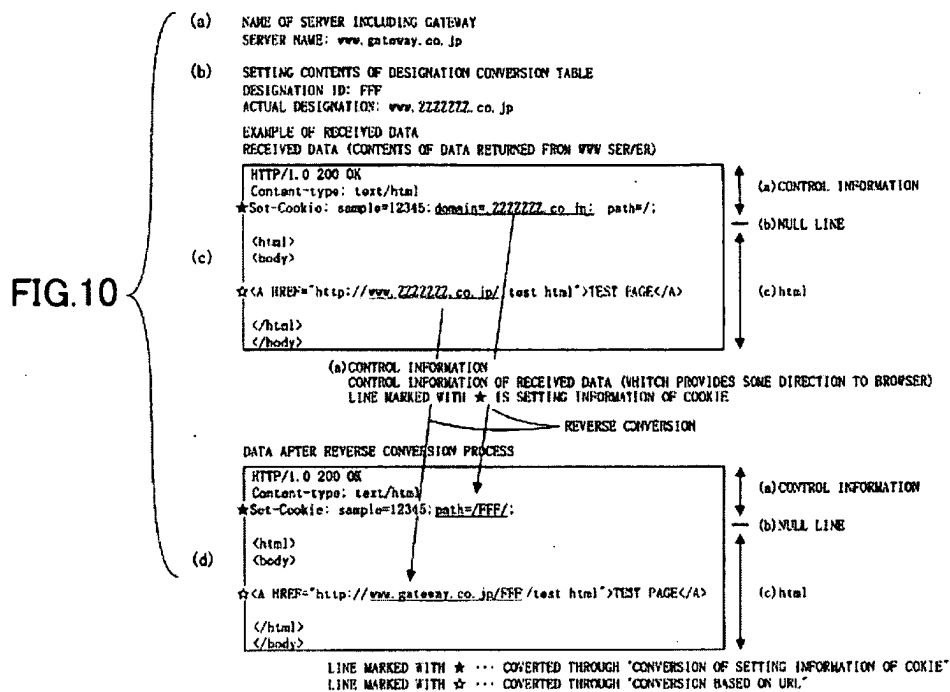 FIG.10
(a) NAME OF SERVER INCLUDING GATEWAY
SERVER NAME: www.gateway.co.jp
(b) SETTING CONTENTS OF DESIGNATION CONVERSION TABLE
DESIGNATION ID: FFF
ACTUAL DESIGNATION: www.ZZZZZZZ.co.jp
EXAMPLE OF RECEIVED DATA
RECEIVED DATA (CONTENTS OF DATA RETURNED FROM WWW SERVER)
(c)
HTTP/1.0 200 OK
Content-type: text/html
★Set-Cookie: sample=12345; domain=.ZZZZZZZ.co.jp; path=/;
<html>
<body>
☆<A HREF="http://www.ZZZZZZZ.co.jp/ test html">TEST PAGE</A>
</html>
</body>
(a)CONTROL INFORMATION
(b)NULL LINE
(c)html
(a)CONTROL INFORMATION
CONTROL INFORMATION OF RECEIVED DATA (WHITCH PROVIDES SOME DIRECTION TO BROWSER)
LINE MARKED WITH ★ IS SETTING INFORMATION OF COOKIE
REVERSE CONVERSION
DATA AFTER REVERSE CONVERSION PROCESS
(d)
HTTP/1.0 200 OK
Content-type: text/html
★Set-Cookie: sample=12345; path=/FFF/;
<html>
<body>
☆<A HREF="http://www.gateway.co.jp/FFF /test html">TEST PAGE</A>
</html>
</body>
(a)CONTROL INFORMATION
(b)NULL LINE
(c)html
LINE MARKED WITH ★ ··· COVERTED THROUGH "CONVERSION OF SETTING INFORMATION OF COKIE"
LINE MARKED WITH ☆ ··· COVERTED THROUGH "CONVERSION BASED ON URL"